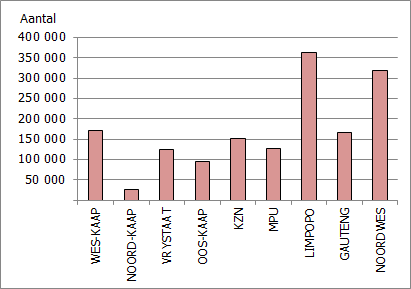 Aantal
400 000
350 000
300 000
250 000
200 000
150 000
100 000
50 000
WES-KAAP
NOORD-KAAP
VRYSTAAT
OOS-KAAP
KZN
MPU
LIMPOPO
GAUTENG
NOORDWES